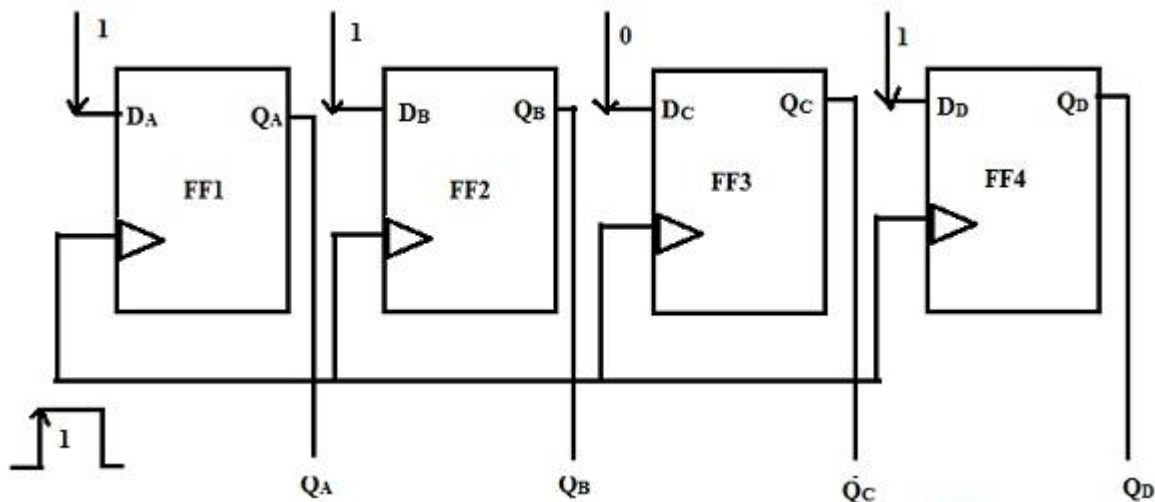 1 1 0 1
DA QA DB QB DC QC DD QD
FF1 FF2 FF3 FF4
1
QA QB QC QD